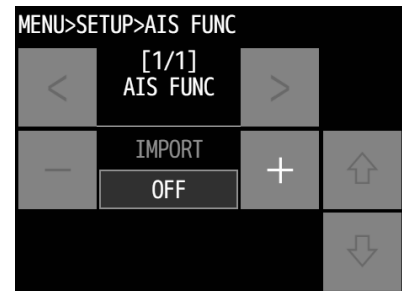 MENU>SETUP>AIS FUNC
[1/1]
< AIS FUNC >
IMPORT
− OFF +